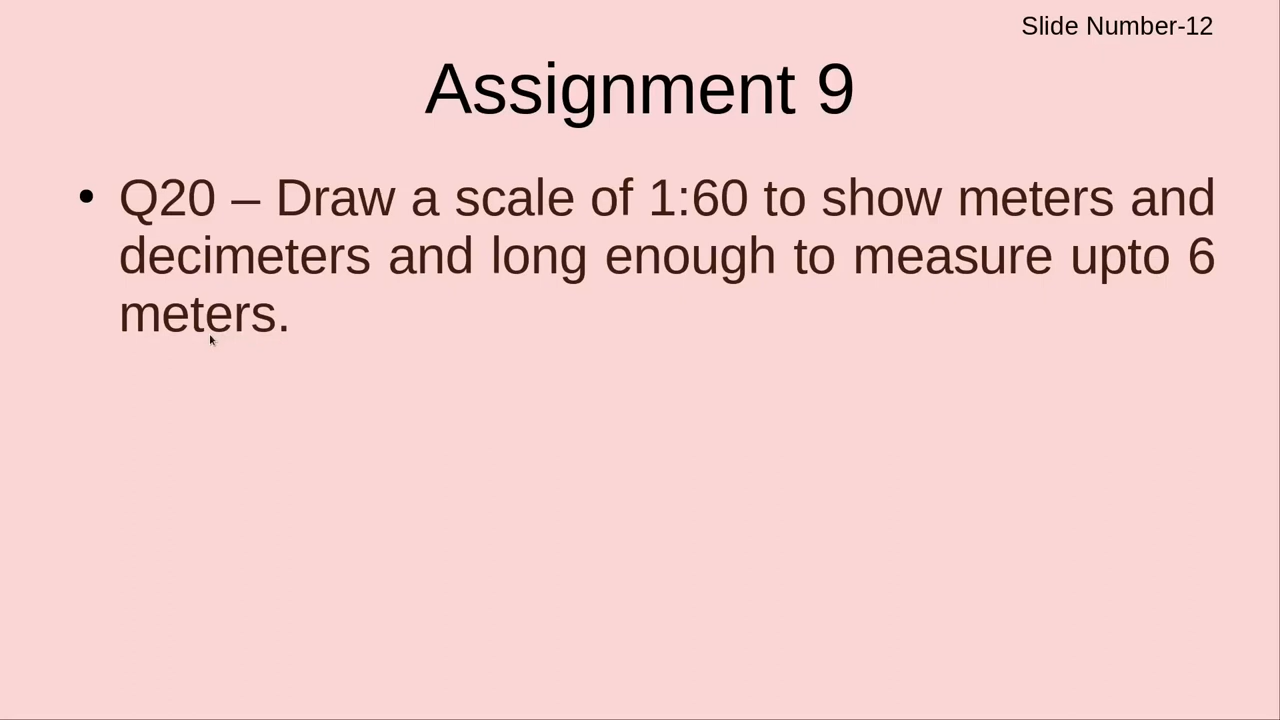 Slide Number-12
Assignment 9
• Q20 – Draw a scale of 1:60 to show meters and
decimeters and long enough to measure upto 6
meters.